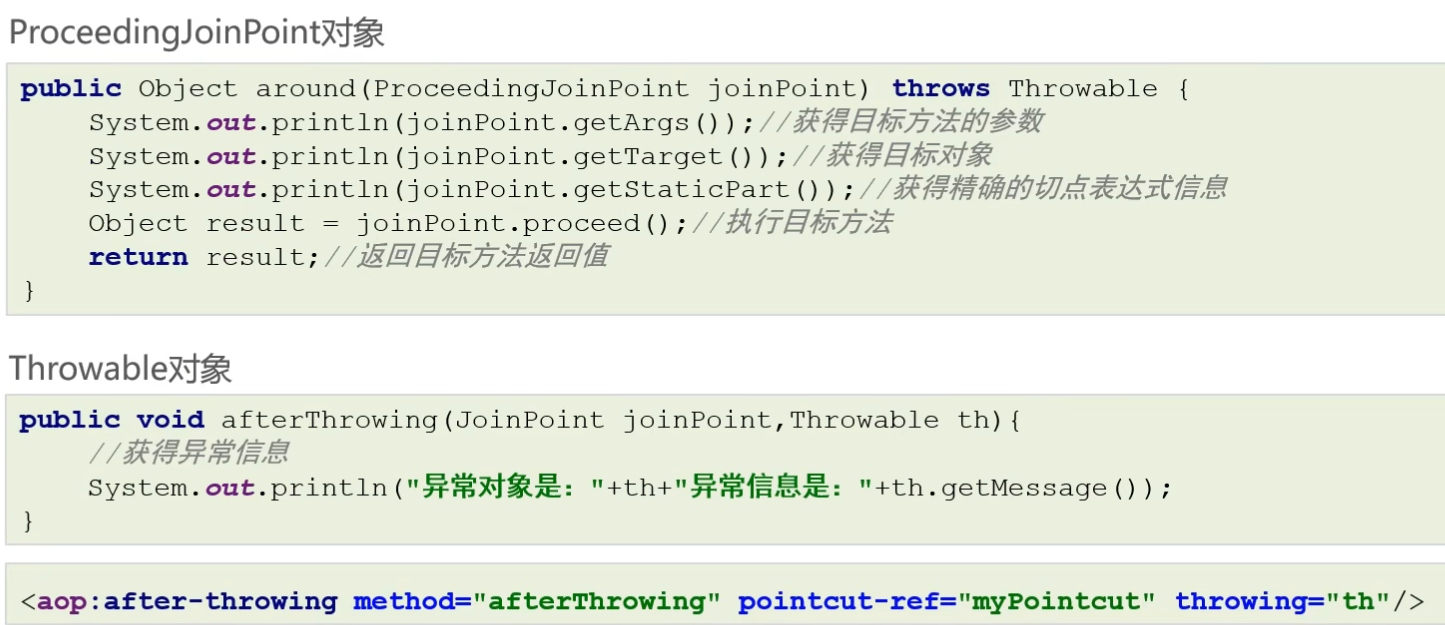 ProceedingJoinPoint对象
public Object around(ProceedingJoinPoint joinPoint) throws Throwable {
    System.out.println(joinPoint.getArgs());//获得目标方法的参数
    System.out.println(joinPoint.getTarget());//获得目标对象
    System.out.println(joinPoint.getStaticPart());//获得精确的切点表达式信息
    Object result = joinPoint.proceed();//执行目标方法
    return result;//返回目标方法返回值
}
Throwable对象
public void afterThrowing(JoinPoint joinPoint,Throwable th){
    //获得异常信息
    System.out.println("异常对象是："+th+"异常信息是："+th.getMessage());
}
<aop:after-throwing method="afterThrowing" pointcut-ref="myPointcut" throwing="th"/>